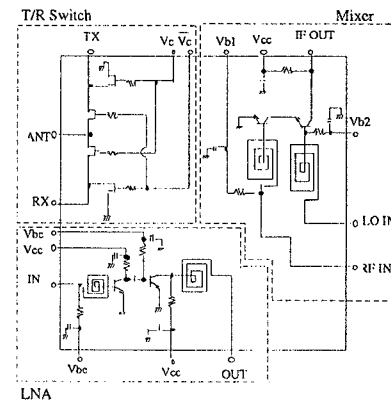 T/R Switch
Mixer
TX
Vc
V̅c
Vb1
Vcc
IF OUT
ANT
Vb2
RX
LO IN
RF IN
Vbc
Vcc
IN
Vbc
Vcc
OUT
LNA